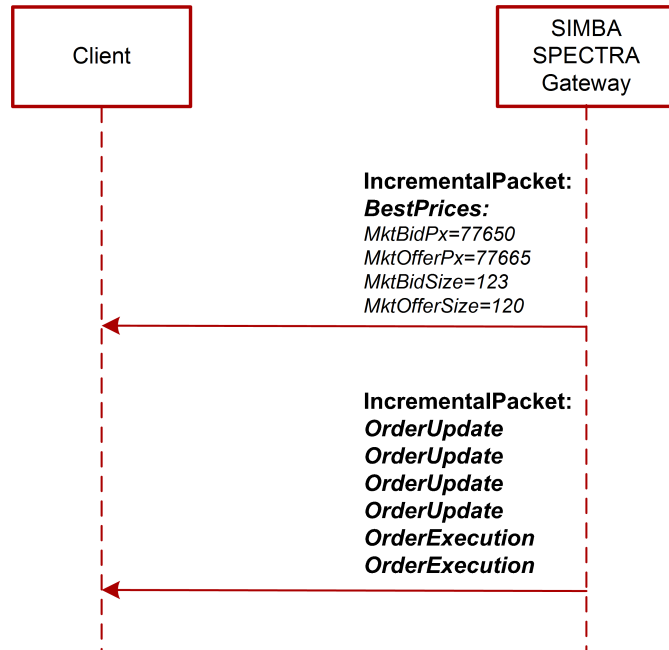 Client
SIMBA
SPECTRA
Gateway
IncrementalPacket:
BestPrices:
MktBidPx=77650
MktOfferPx=77665
MktBidSize=123
MktOfferSize=120
IncrementalPacket:
OrderUpdate
OrderUpdate
OrderUpdate
OrderUpdate
OrderExecution
OrderExecution